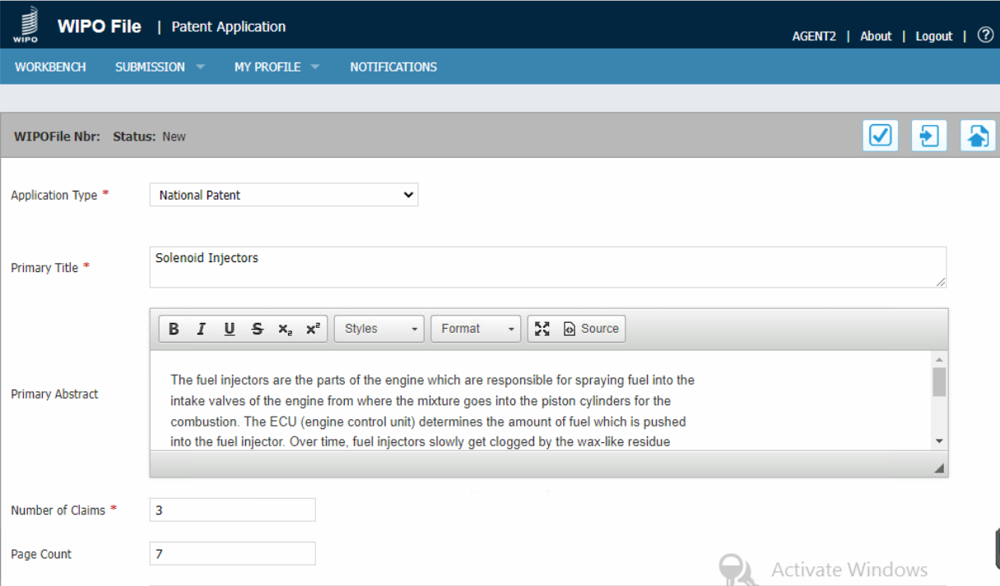 WIPO
WIPO File | Patent Application
AGENT2 | About | Logout | ?
WORKBENCH SUBMISSION MY PROFILE NOTIFICATIONS
WIPOFile Nbr: Status: New
Application Type * National Patent
Primary Title * Solenoid Injectors
B I U S x₂ x² Styles Format Source
Primary Abstract
The fuel injectors are the parts of the engine which are responsible for spraying fuel into the
intake valves of the engine from where the mixture goes into the piston cylinders for the
combustion. The ECU (engine control unit) determines the amount of fuel which is pushed
into the fuel injector. Over time, fuel injectors slowly get clogged by the wax-like residue
Number of Claims * 3
Page Count 7
Activate Windows